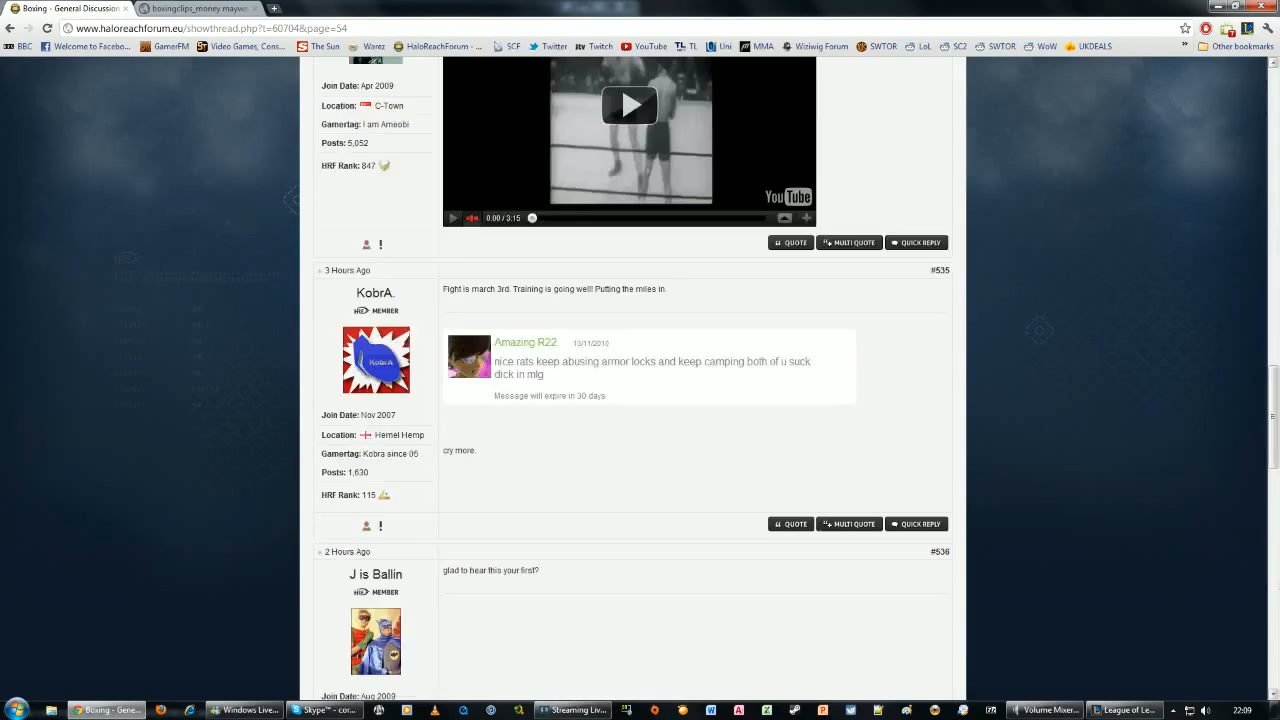 Boxing - General Discussion
boxingclips_money maywe
www.haloreachforum.eu/showthread.php?t=60704&page=54
BBC
Welcome to Facebo...
GamerFM
Video Games, Cons...
The Sun
Warez
HaloReachForum - ...
SCF
Twitter
Twitch
YouTube
TL
Uni
MMA
Wiziwig Forum
SWTOR
LoL
SC2
SWTOR
WoW
UKDEALS
Other bookmarks
Join Date: Apr 2009
Location: C-Town
Gamertag: I am Ameobi
Posts: 5,052
HRF Rank: 847
YouTube
0:00 / 3:15
QUOTE
MULTI QUOTE
QUICK REPLY
3 Hours Ago
#535
KobrA.
HRF MEMBER
KobrA
Join Date: Nov 2007
Location: Hemel Hemp
Gamertag: Kobra since 05
Posts: 1,630
HRF Rank: 115
Fight is march 3rd. Training is going well! Putting the miles in.
Amazing R22 13/11/2010
nice rats keep abusing armor locks and keep camping both of u suck
dick in mlg
Message will expire in 30 days
cry more.
QUOTE
MULTI QUOTE
QUICK REPLY
2 Hours Ago
#536
J is Ballin
HRF MEMBER
Join Date: Aug 2009
glad to hear this your first?
Boxing - Gene...
Windows Live...
Skype™ - cor...
Streaming Liv...
Volume Mixer...
League of Le...
22:09